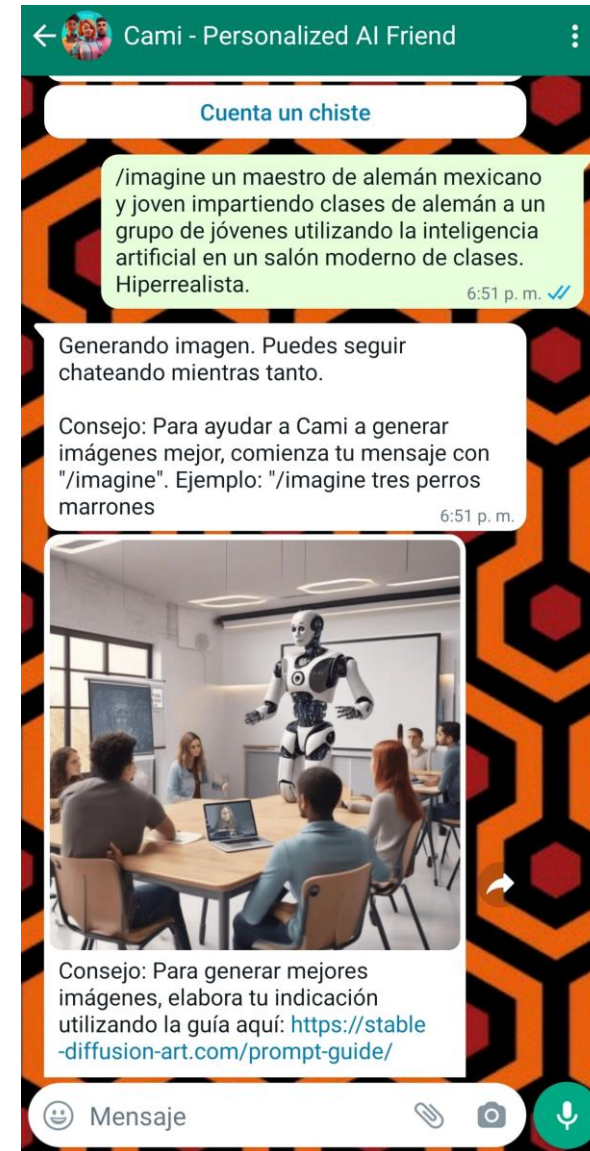 Cami - Personalized AI Friend
Cuenta un chiste
/imagine un maestro de alemán mexicano
y joven impartiendo clases de alemán a un
grupo de jóvenes utilizando la inteligencia
artificial en un salón moderno de clases.
Hiperrealista.
6:51 p. m.
Generando imagen. Puedes seguir
chateando mientras tanto.
Consejo: Para ayudar a Cami a generar
imágenes mejor, comienza tu mensaje con
"/imagine". Ejemplo: "/imagine tres perros
marrones
6:51 p. m.
Consejo: Para generar mejores
imágenes, elabora tu indicación
utilizando la guía aquí: https://stable
-diffusion-art.com/prompt-guide/
Mensaje